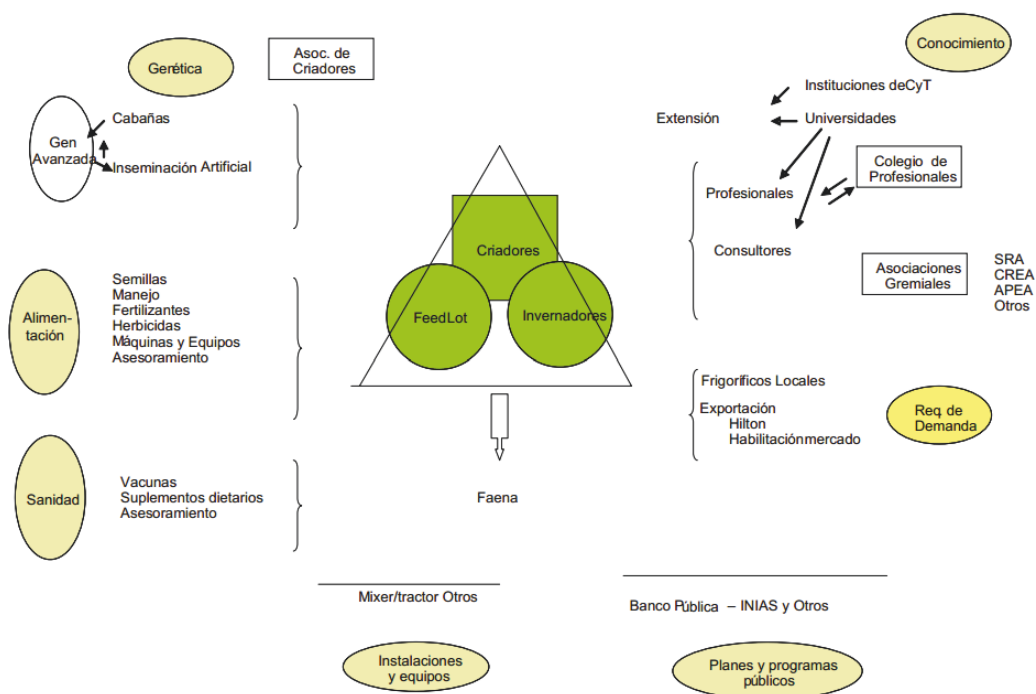 Genética
Asoc. de
Criadores
Conocimiento
Gen
Avanzada
Cabañas
Inseminación Artificial
Extensión
Instituciones deCyT
Universidades
Profesionales
Colegio de
Profesionales
Consultores
Asociaciones
Gremiales
SRA
CREA
APEA
Otros
Criadores
FeedLot
Invernadores
Alimen-
tación
Semillas
Manejo
Fertilizantes
Herbicidas
Máquinas y Equipos
Asesoramiento
Frigoríficos Locales
Exportación
Hilton
Habilitaciónmercado
Req. de
Demanda
Sanidad
Vacunas
Suplementos dietarios
Asesoramiento
Faena
Mixer/tractor Otros
Banco Pública – INIAS y Otros
Instalaciones
y equipos
Planes y programas
públicos